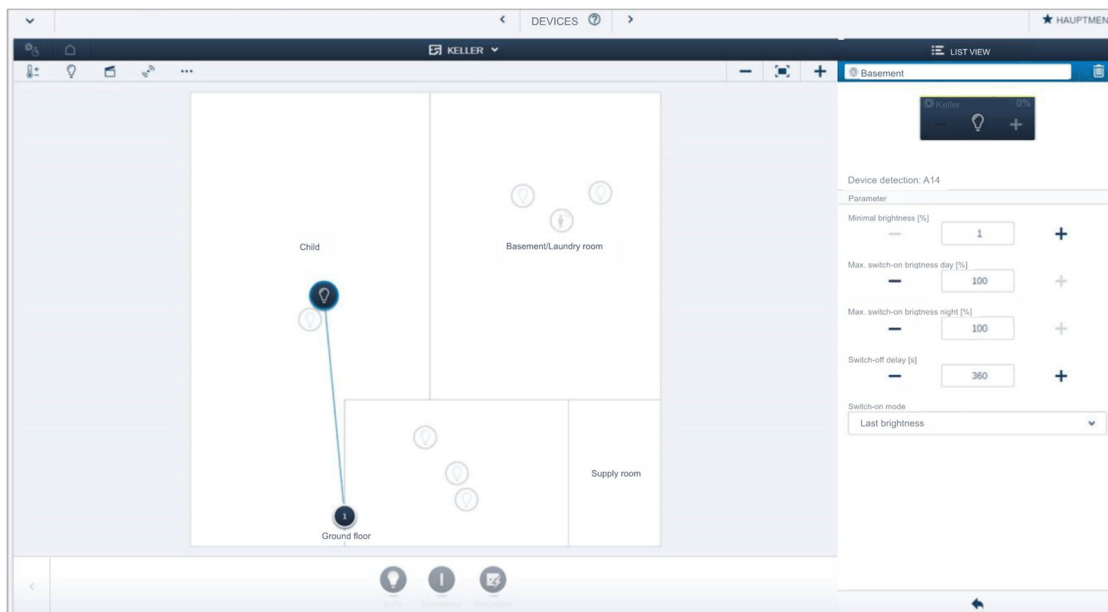 DEVICES
HAUPTMEN
KELLER
LIST VIEW
Basement
Keller 0%
Device detection: A14
Parameter
Minimal brightness [%]
1
Max. switch-on brigtness day [%]
100
Max. switch-on brigtness night [%]
100
Switch-off delay [s]
360
Switch-on mode
Last brightness
Child
Basement/Laundry room
Supply room
1
Ground floor